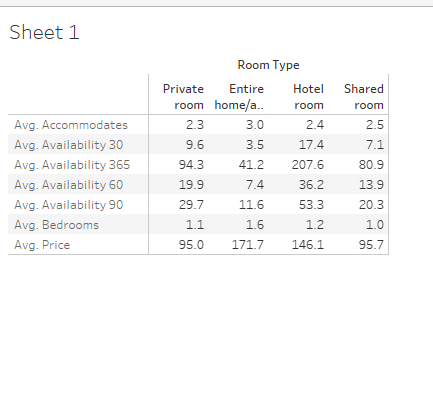 Sheet 1
Room Type
Private room Entire home/a.. Hotel room Shared room
Avg. Accommodates 2.3 3.0 2.4 2.5
Avg. Availability 30 9.6 3.5 17.4 7.1
Avg. Availability 365 94.3 41.2 207.6 80.9
Avg. Availability 60 19.9 7.4 36.2 13.9
Avg. Availability 90 29.7 11.6 53.3 20.3
Avg. Bedrooms 1.1 1.6 1.2 1.0
Avg. Price 95.0 171.7 146.1 95.7